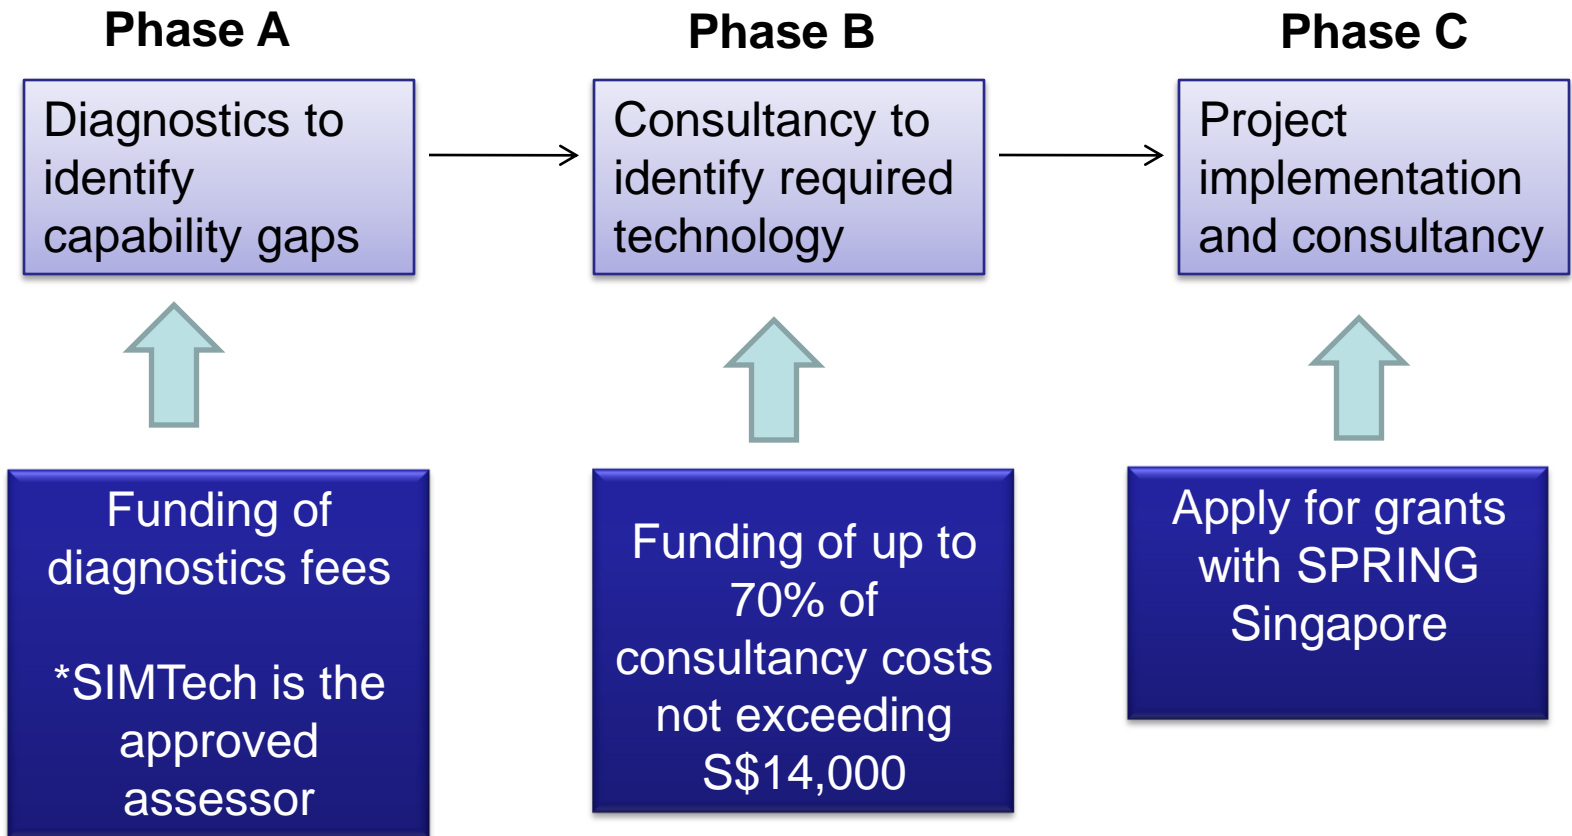 Phase A
Phase B
Phase C
Diagnostics to
identify
capability gaps
Consultancy to
identify required
technology
Project
implementation
and consultancy
Funding of
diagnostics fees
*SIMTech is the
approved
assessor
Funding of up to
70% of
consultancy costs
not exceeding
S$14,000
Apply for grants
with SPRING
Singapore